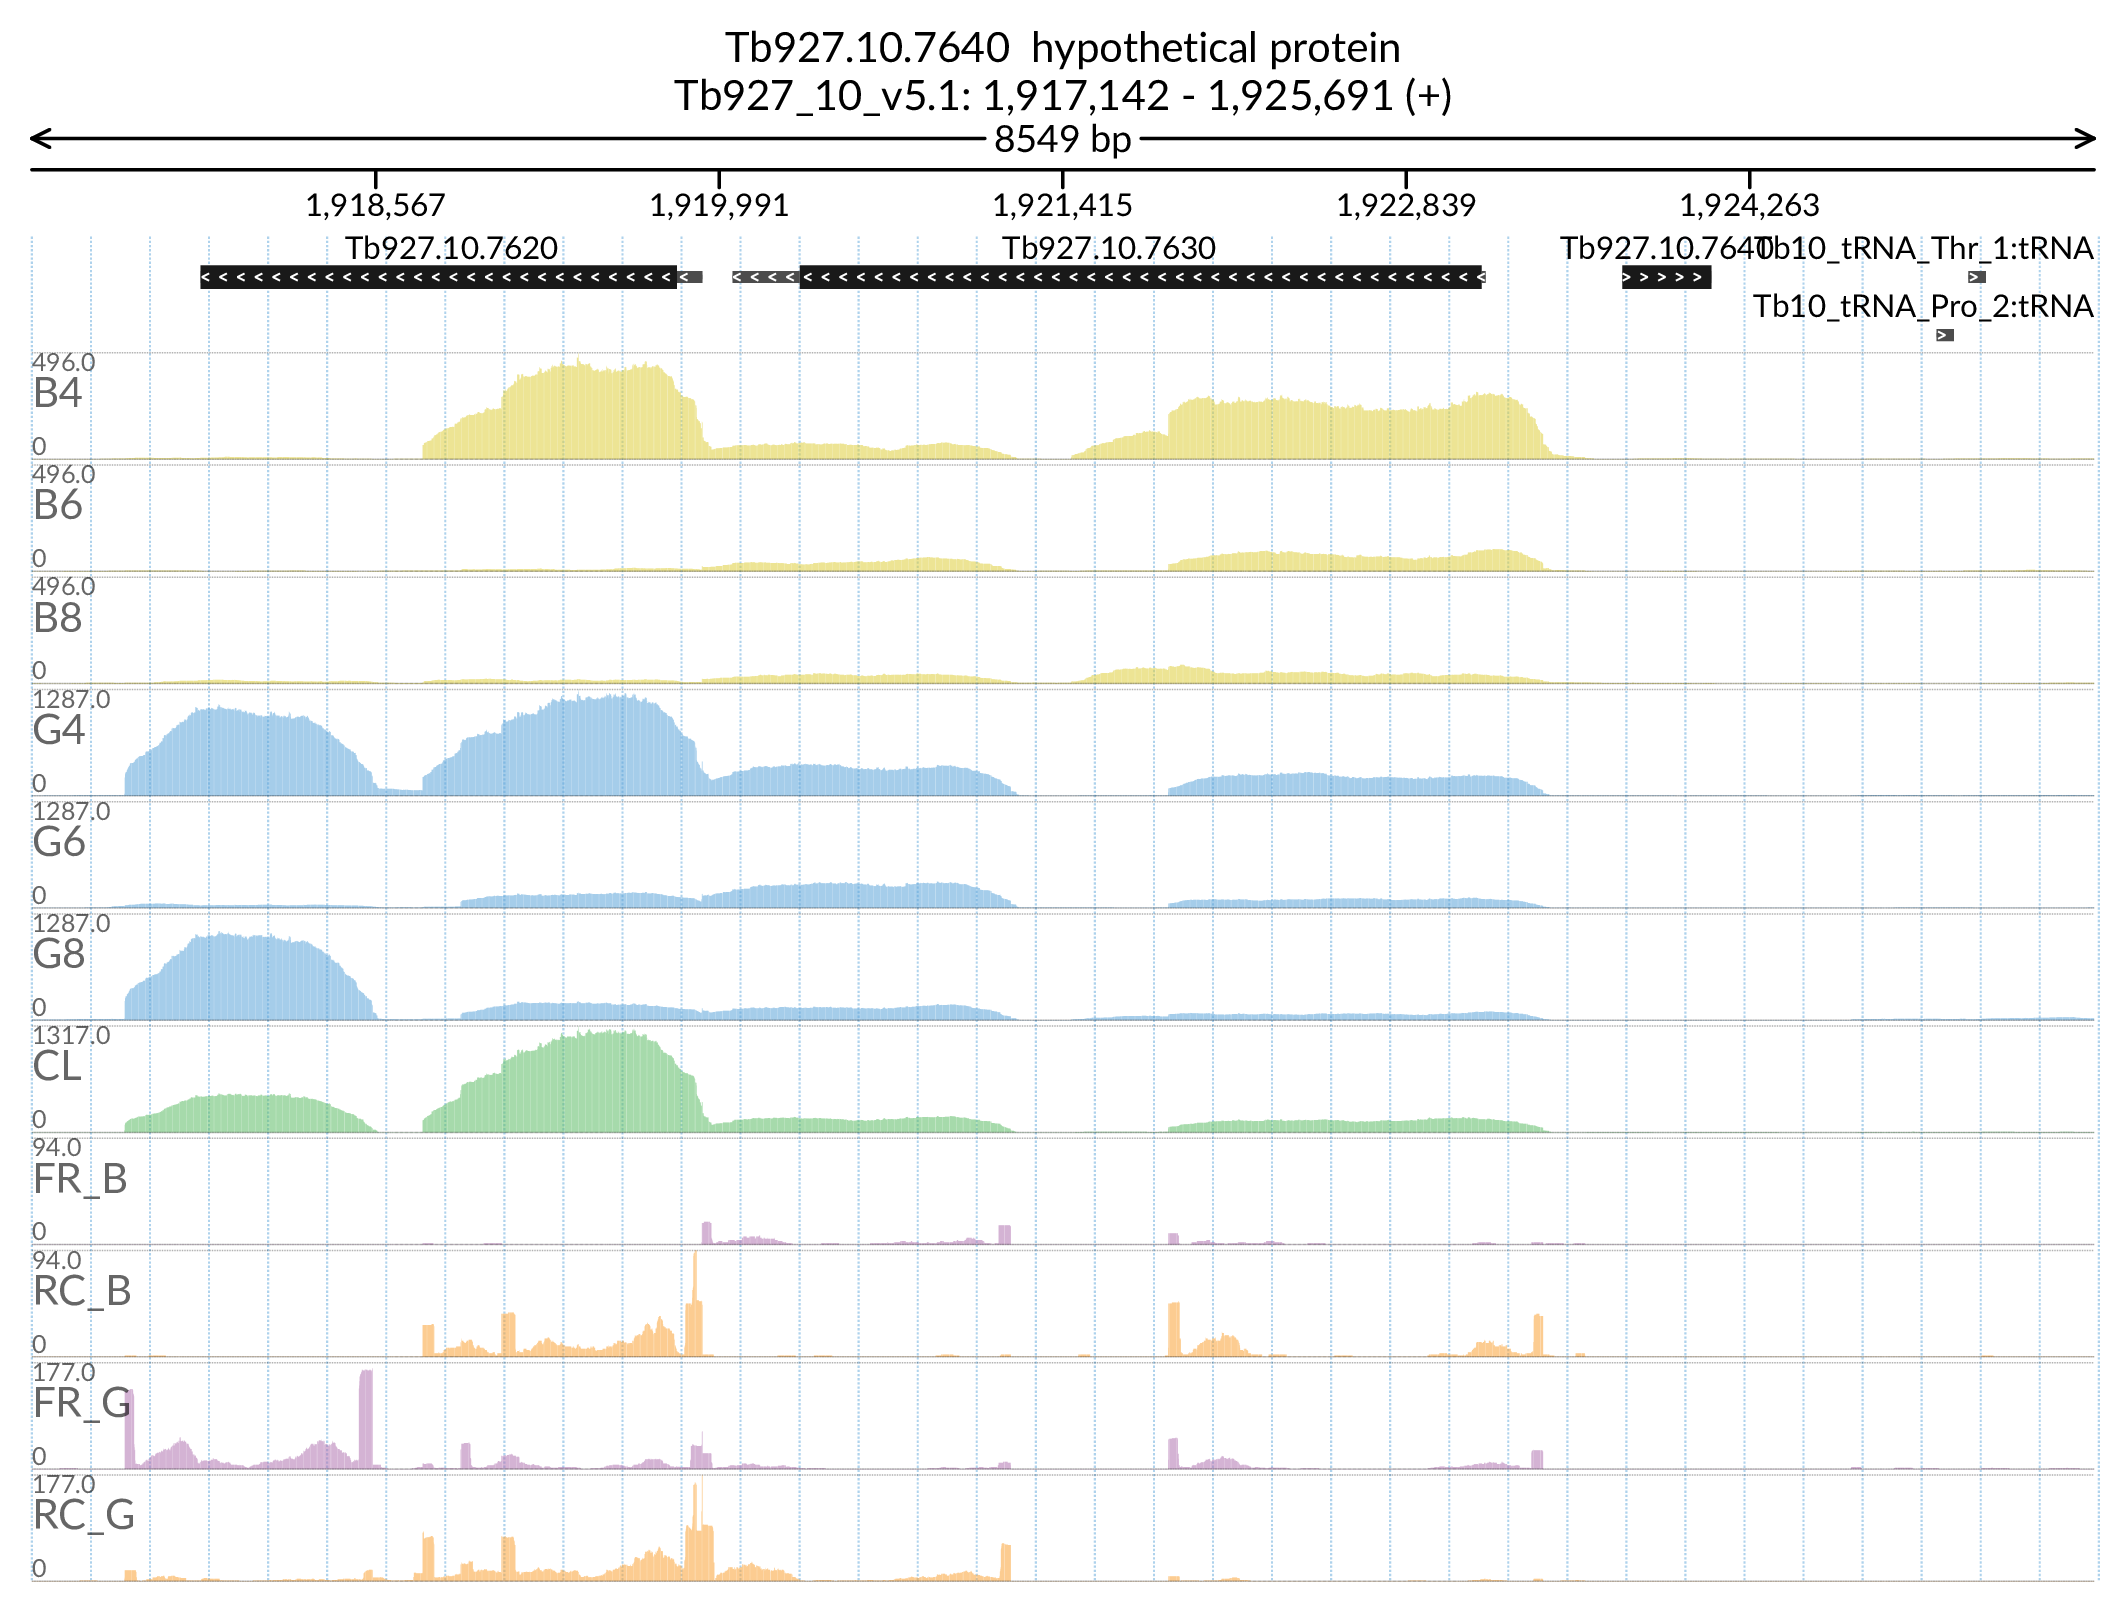 Tb927.10.7640 hypothetical protein
Tb927_10_v5.1: 1,917,142 - 1,925,691 (+)
8549 bp
1,918,567 1,919,991 1,921,415 1,922,839 1,924,263
Tb927.10.7620 Tb927.10.7630 Tb927.10.7640 Tb10_tRNA_Thr_1:tRNA
Tb10_tRNA_Pro_2:tRNA
496.0
B4
0
496.0
B6
0
496.0
B8
0
1287.0
G4
0
1287.0
G6
0
1287.0
G8
0
1317.0
CL
0
94.0
FR_B
0
94.0
RC_B
0
177.0
FR_G
0
177.0
RC_G
0